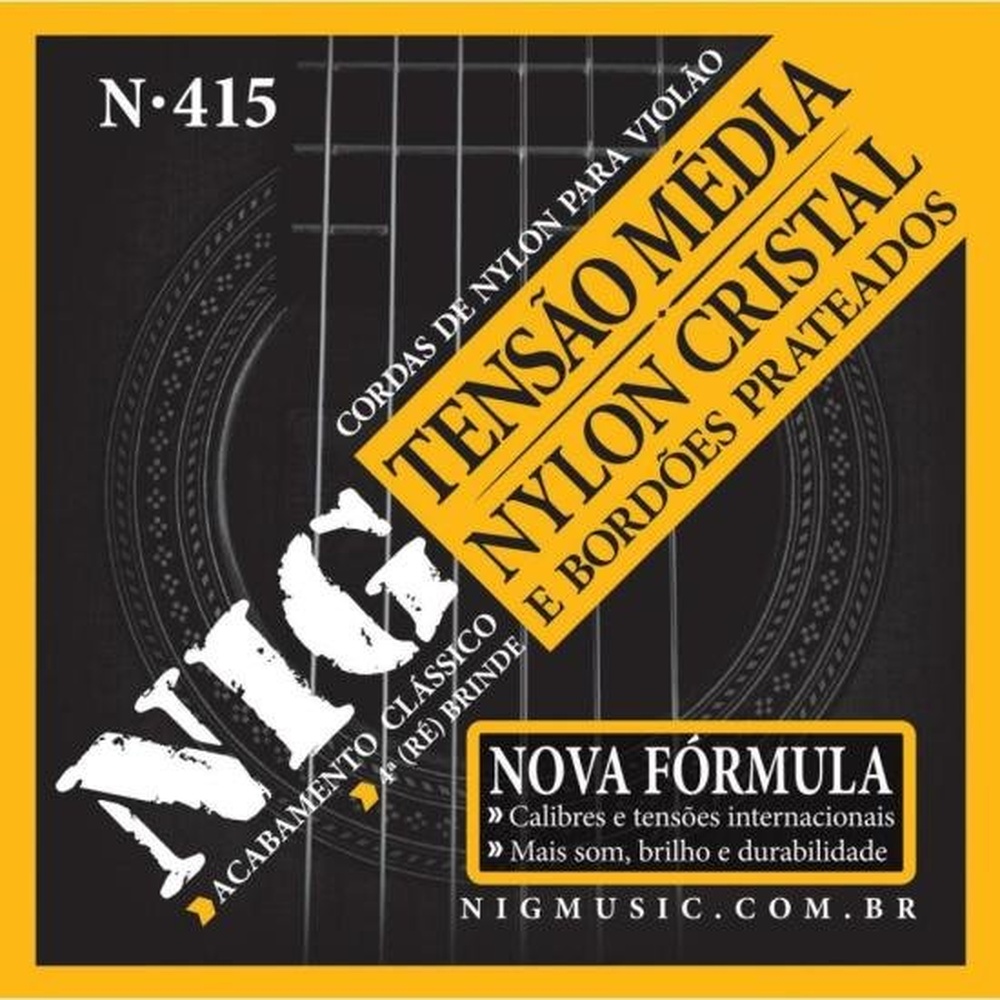 N·415
CORDAS DE NYLON PARA VIOLÃO
TENSÃO MÉDIA
NYLON CRISTAL
E BORDÕES PRATEADOS
NIG
ACABAMENTO CLÁSSICO
4ª (RÉ) BRINDE
NOVA FÓRMULA
» Calibres e tensões internacionais
» Mais som, brilho e durabilidade
NIGMUSIC.COM.BR